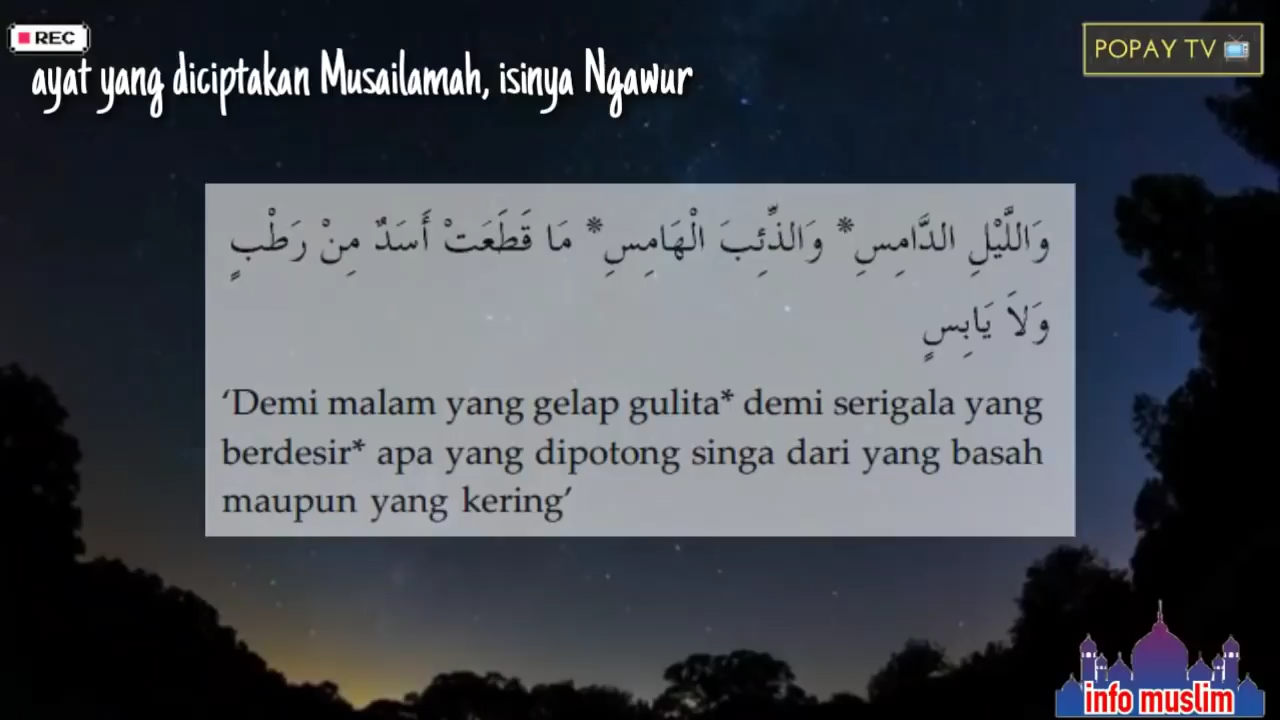 REC
POPAY TV
ayat yang diciptakan Musailamah, isinya Ngawur
وَاللَّيْلِ الدَّامِسِ* وَالذِّئِبَ الْهَامِسِ* مَا قَطَعَتْ أَسَدٌ مِنْ رَطْبٍ
وَلاَ يَابِسٍ
‘Demi malam yang gelap gulita* demi serigala yang
berdesir* apa yang dipotong singa dari yang basah
maupun yang kering’
info muslim